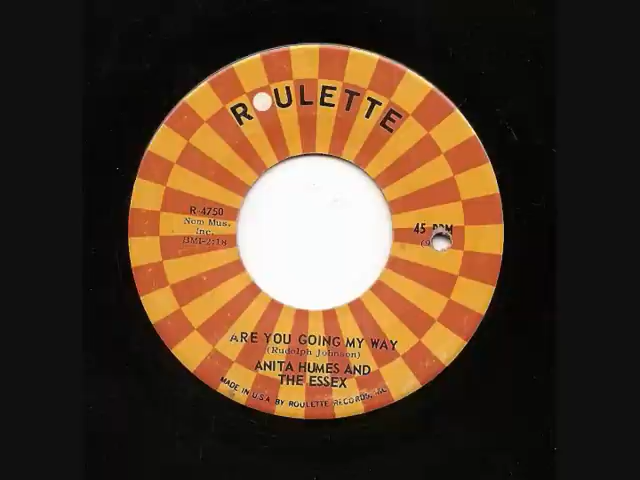 ROULETTE
R-4750
Nom Mus.
Inc.
BMI-2:18
45 RPM
ARE YOU GOING MY WAY
(Rudolph Johnson)
ANITA HUMES AND
THE ESSEX
MADE IN U.S.A. BY ROULETTE RECORDS, INC.